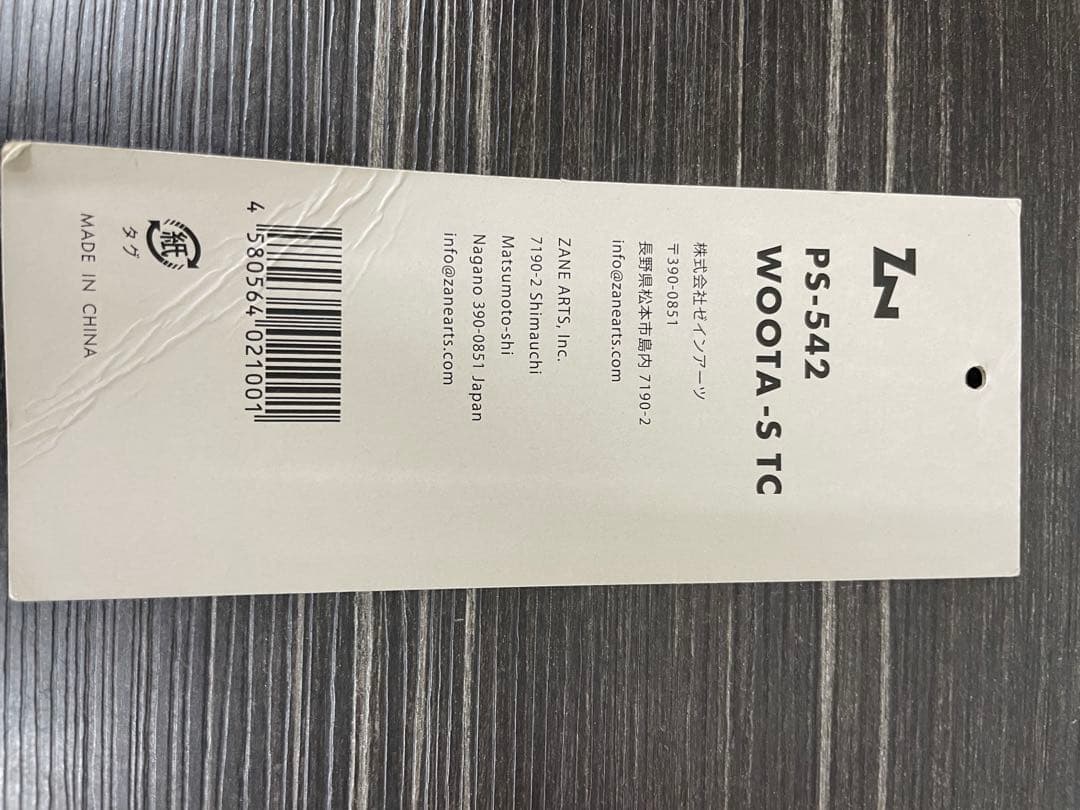 ZN
PS-542
WOOTA -S TC
株式会社ゼインアーツ
〒390-0851
長野県松本市島内 7190-2
info@zanearts.com
ZANE ARTS, Inc.
7190-2 Shimauchi
Matsumoto-shi
Nagano 390-0851 Japan
info@zanearts.com
4 580564 021001
紙
タグ
MADE IN CHINA